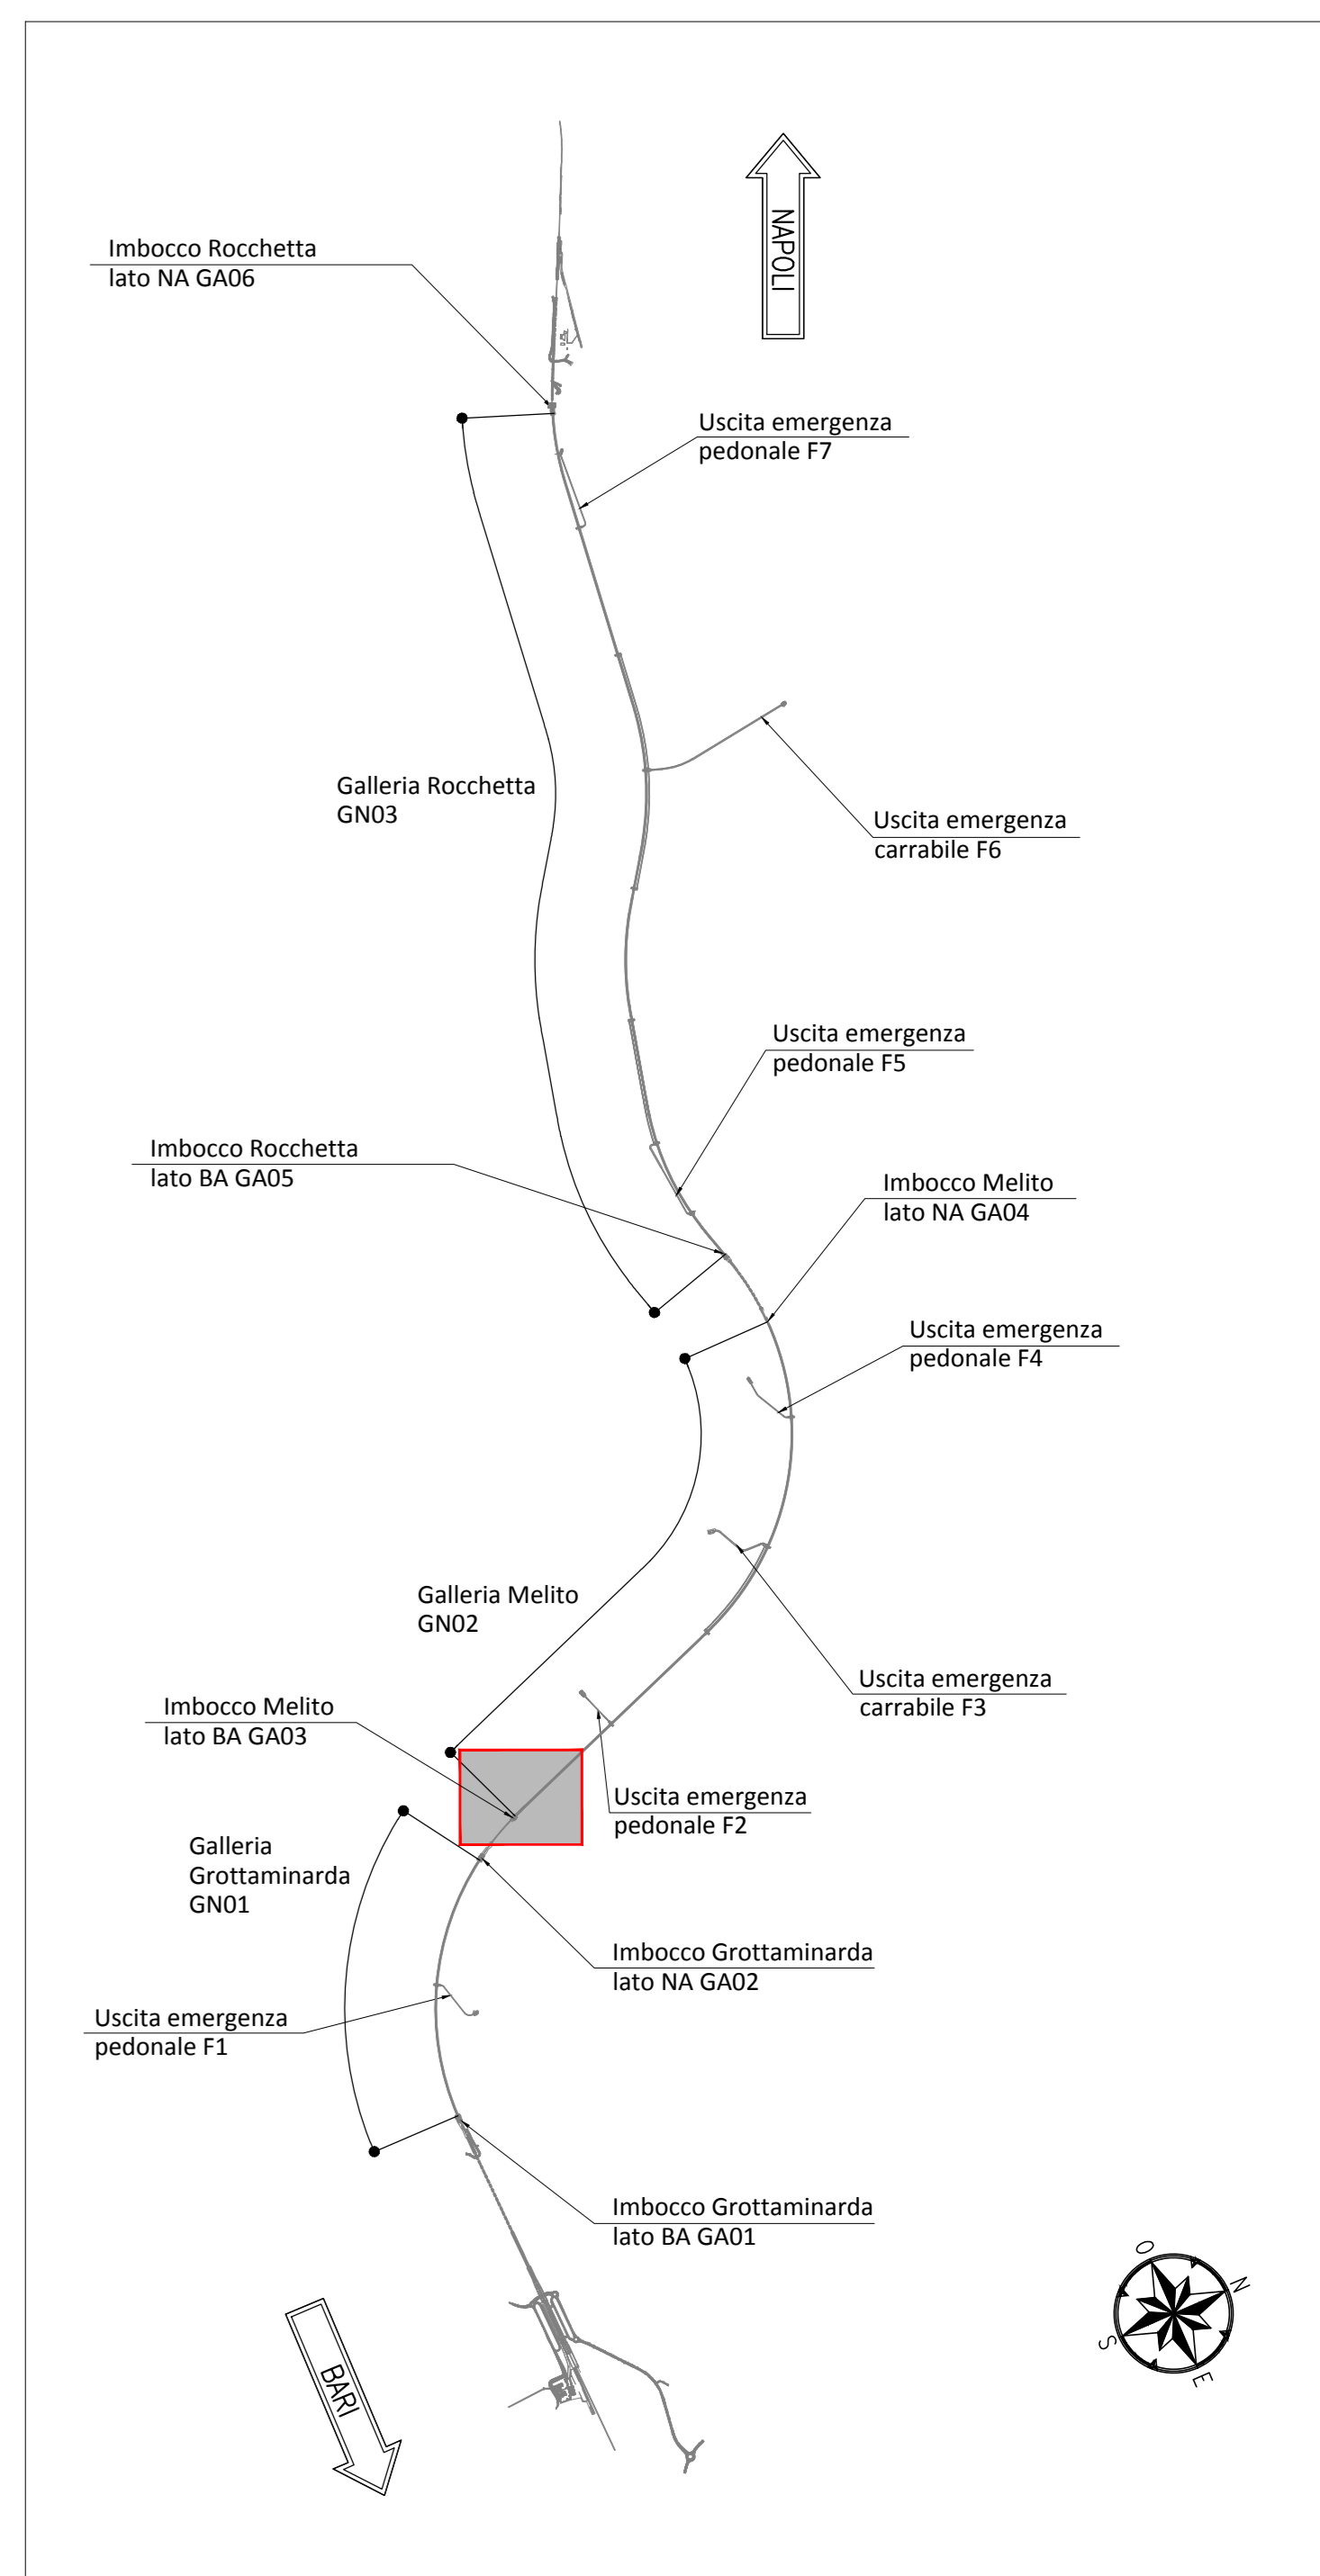 NAPOLI
Imbocco Rocchetta
lato NA GA06
Uscita emergenza
pedonale F7
Galleria Rocchetta
GN03
Uscita emergenza
carrabile F6
Uscita emergenza
pedonale F5
Imbocco Rocchetta
lato BA GA05
Imbocco Melito
lato NA GA04
Uscita emergenza
pedonale F4
Galleria Melito
GN02
Uscita emergenza
carrabile F3
Imbocco Melito
lato BA GA03
Uscita emergenza
pedonale F2
Galleria
Grottaminarda
GN01
Imbocco Grottaminarda
lato NA GA02
Uscita emergenza
pedonale F1
Imbocco Grottaminarda
lato BA GA01
BARI
O
N
S
E